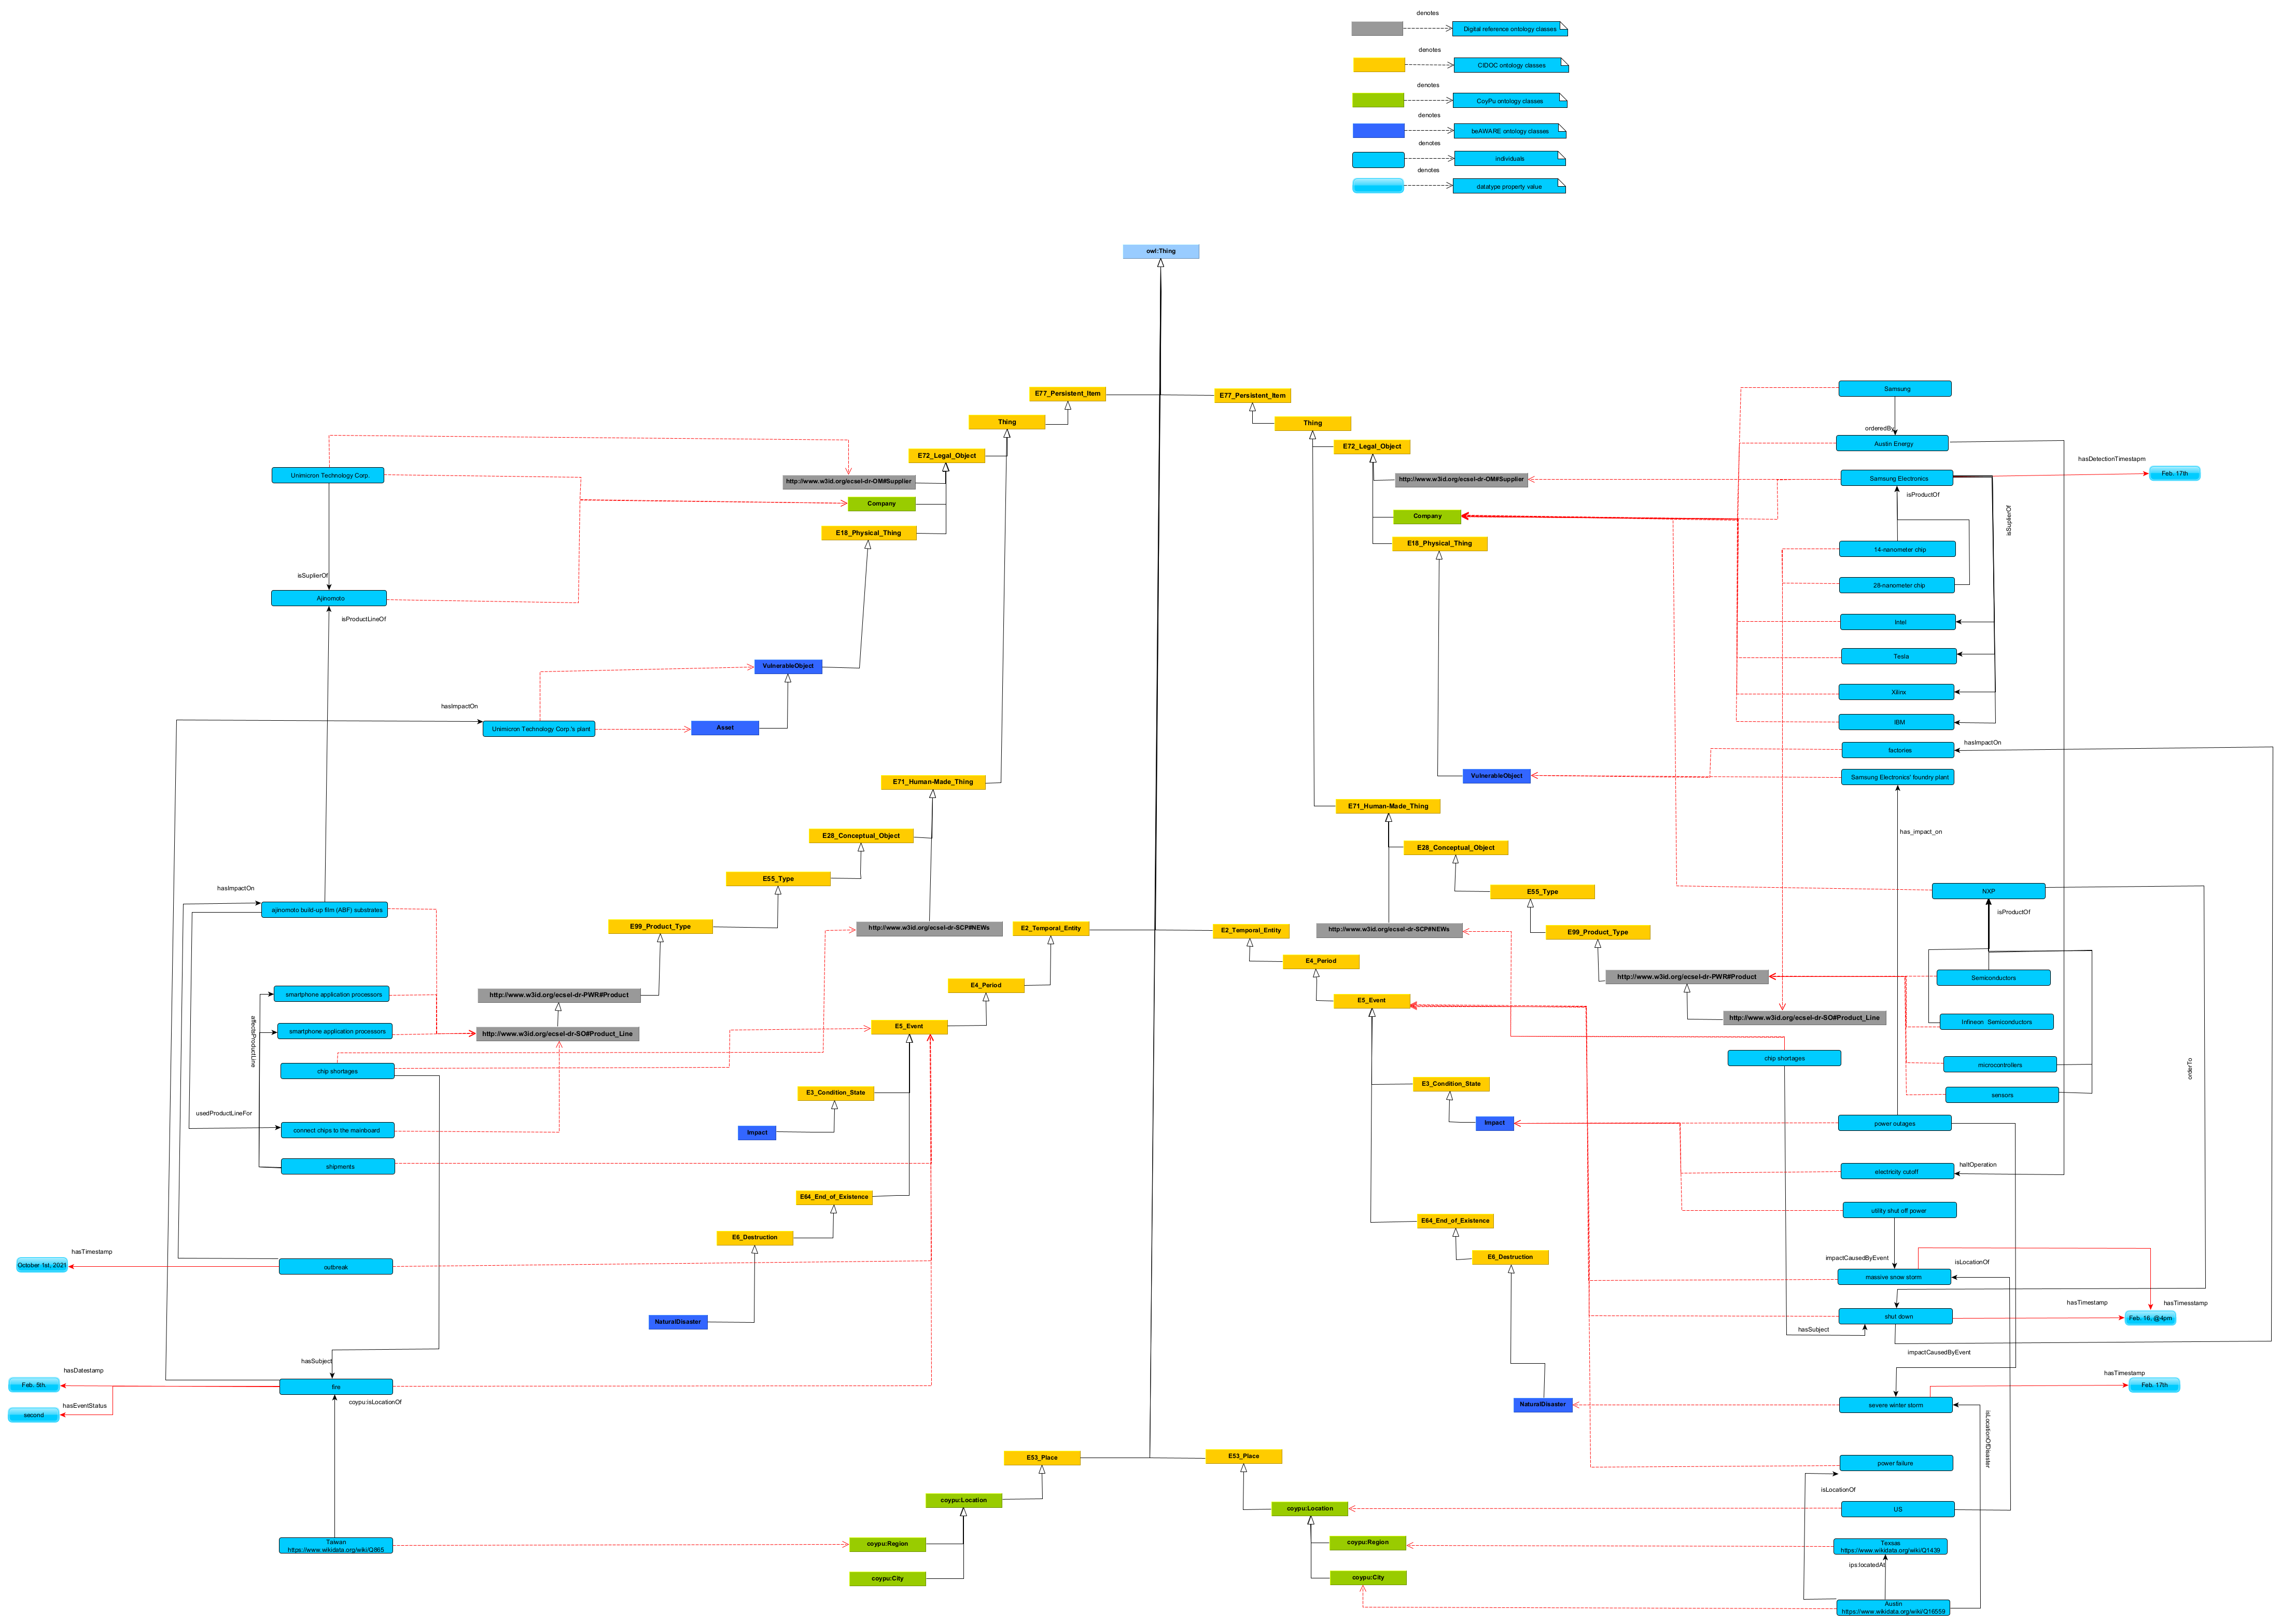 denotes
Digital reference ontology classes
denotes
CIDOC ontology classes
denotes
CoyPu ontology classes
denotes
beAWARE ontology classes
denotes
individuals
denotes
datatype property value
owl:Thing
E77_Persistent_Item
Thing
E72_Legal_Object
http://www.w3id.org/ecsel-dr-OM#Supplier
Company
E18_Physical_Thing
Unimicron Technology Corp.
isSuplierOf
Ajinomoto
isProductLineOf
VulnerableObject
hasImpactOn
Unimicron Technology Corp.'s plant
Asset
E71_Human-Made_Thing
E28_Conceptual_Object
E55_Type
hasImpactOn
ajinomoto build-up film (ABF) substrates
E99_Product_Type
http://www.w3id.org/ecsel-dr-SCP#NEWs
E2_Temporal_Entity
E4_Period
smartphone application processors
http://www.w3id.org/ecsel-dr-PWR#Product
affectsProductLine
smartphone application processors
http://www.w3id.org/ecsel-dr-SO#Product_Line
E5_Event
chip shortages
E3_Condition_State
usedProductLineFor
connect chips to the mainboard
Impact
shipments
E64_End_of_Existence
E6_Destruction
hasTimestamp
October 1st, 2021
outbreak
NaturalDisaster
hasSubject
hasDatestamp
Feb. 5th.
fire
hasEventStatus
second
coypu:isLocationOf
E53_Place
coypu:Location
Taiwan
https://www.wikidata.org/wiki/Q865
coypu:Region
coypu:City
E77_Persistent_Item
Thing
E72_Legal_Object
http://www.w3id.org/ecsel-dr-OM#Supplier
Company
E18_Physical_Thing
VulnerableObject
E71_Human-Made_Thing
E28_Conceptual_Object
E55_Type
http://www.w3id.org/ecsel-dr-SCP#NEWs
E99_Product_Type
E2_Temporal_Entity
E4_Period
http://www.w3id.org/ecsel-dr-PWR#Product
E5_Event
http://www.w3id.org/ecsel-dr-SO#Product_Line
chip shortages
E3_Condition_State
Impact
E64_End_of_Existence
E6_Destruction
NaturalDisaster
E53_Place
coypu:Location
coypu:Region
coypu:City
Samsung
orderedBy
Austin Energy
hasDetectionTimestapm
Samsung Electronics
Feb. 17th
isProductOf
isSuplierOf
14-nanometer chip
28-nanometer chip
Intel
Tesla
Xilinx
IBM
hasImpactOn
factories
Samsung Electronics' foundry plant
has_impact_on
NXP
isProductOf
Semiconductors
Infineon Semiconductors
microcontrollers
orderTo
sensors
power outages
haltOperation
electricity cutoff
utility shut off power
impactCausedByEvent
isLocationOf
massive snow storm
hasTimestamp
hasTimesstamp
shut down
Feb. 16, @4pm
hasSubject
impactCausedByEvent
hasTimestamp
Feb. 17th
severe winter storm
isLocationOfDisaster
power failure
isLocationOf
US
Texsas
https://www.wikidata.org/wiki/Q1439
ips:locatedAt
Austin
https://www.wikidata.org/wiki/Q16559